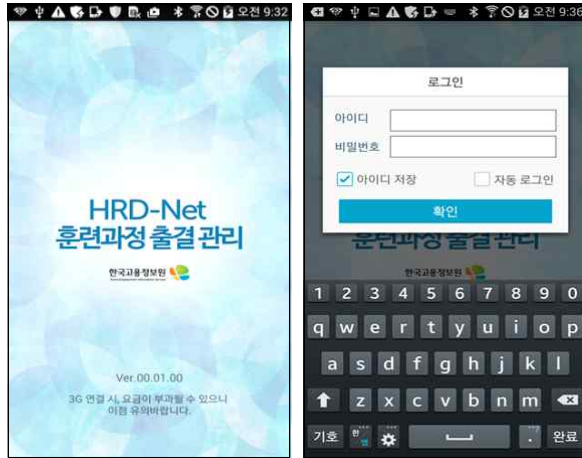 오전 9:32
HRD-Net
훈련과정 출결 관리
한국고용정보원
Ver.00.01.00
3G 연결 시, 요금이 부과될 수 있으니
이점 유의바랍니다.
오전 9:36
로그인
아이디
비밀번호
아이디 저장
자동 로그인
확인
훈련과정 출결 관리
한국고용정보원
1 2 3 4 5 6 7 8 9 0
q w e r t y u i o p
a s d f g h j k l
z x c v b n m
기호 한 영 . 완료